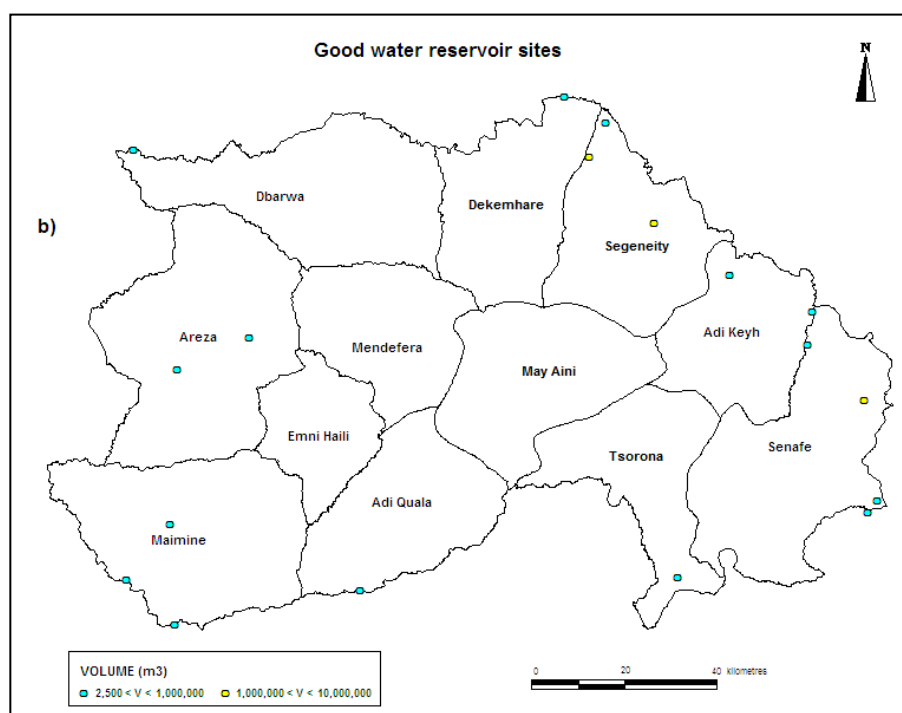 Good water reservoir sites
b)
Dbarwa
Dekemhare
Segeneity
Areza
Mendefera
May Aini
Adi Keyh
Emni Haili
Adi Quala
Tsorona
Senafe
Maimine
VOLUME (m3)
2,500 < V < 1,000,000 1,000,000 < V < 10,000,000
0 20 40 kilometres